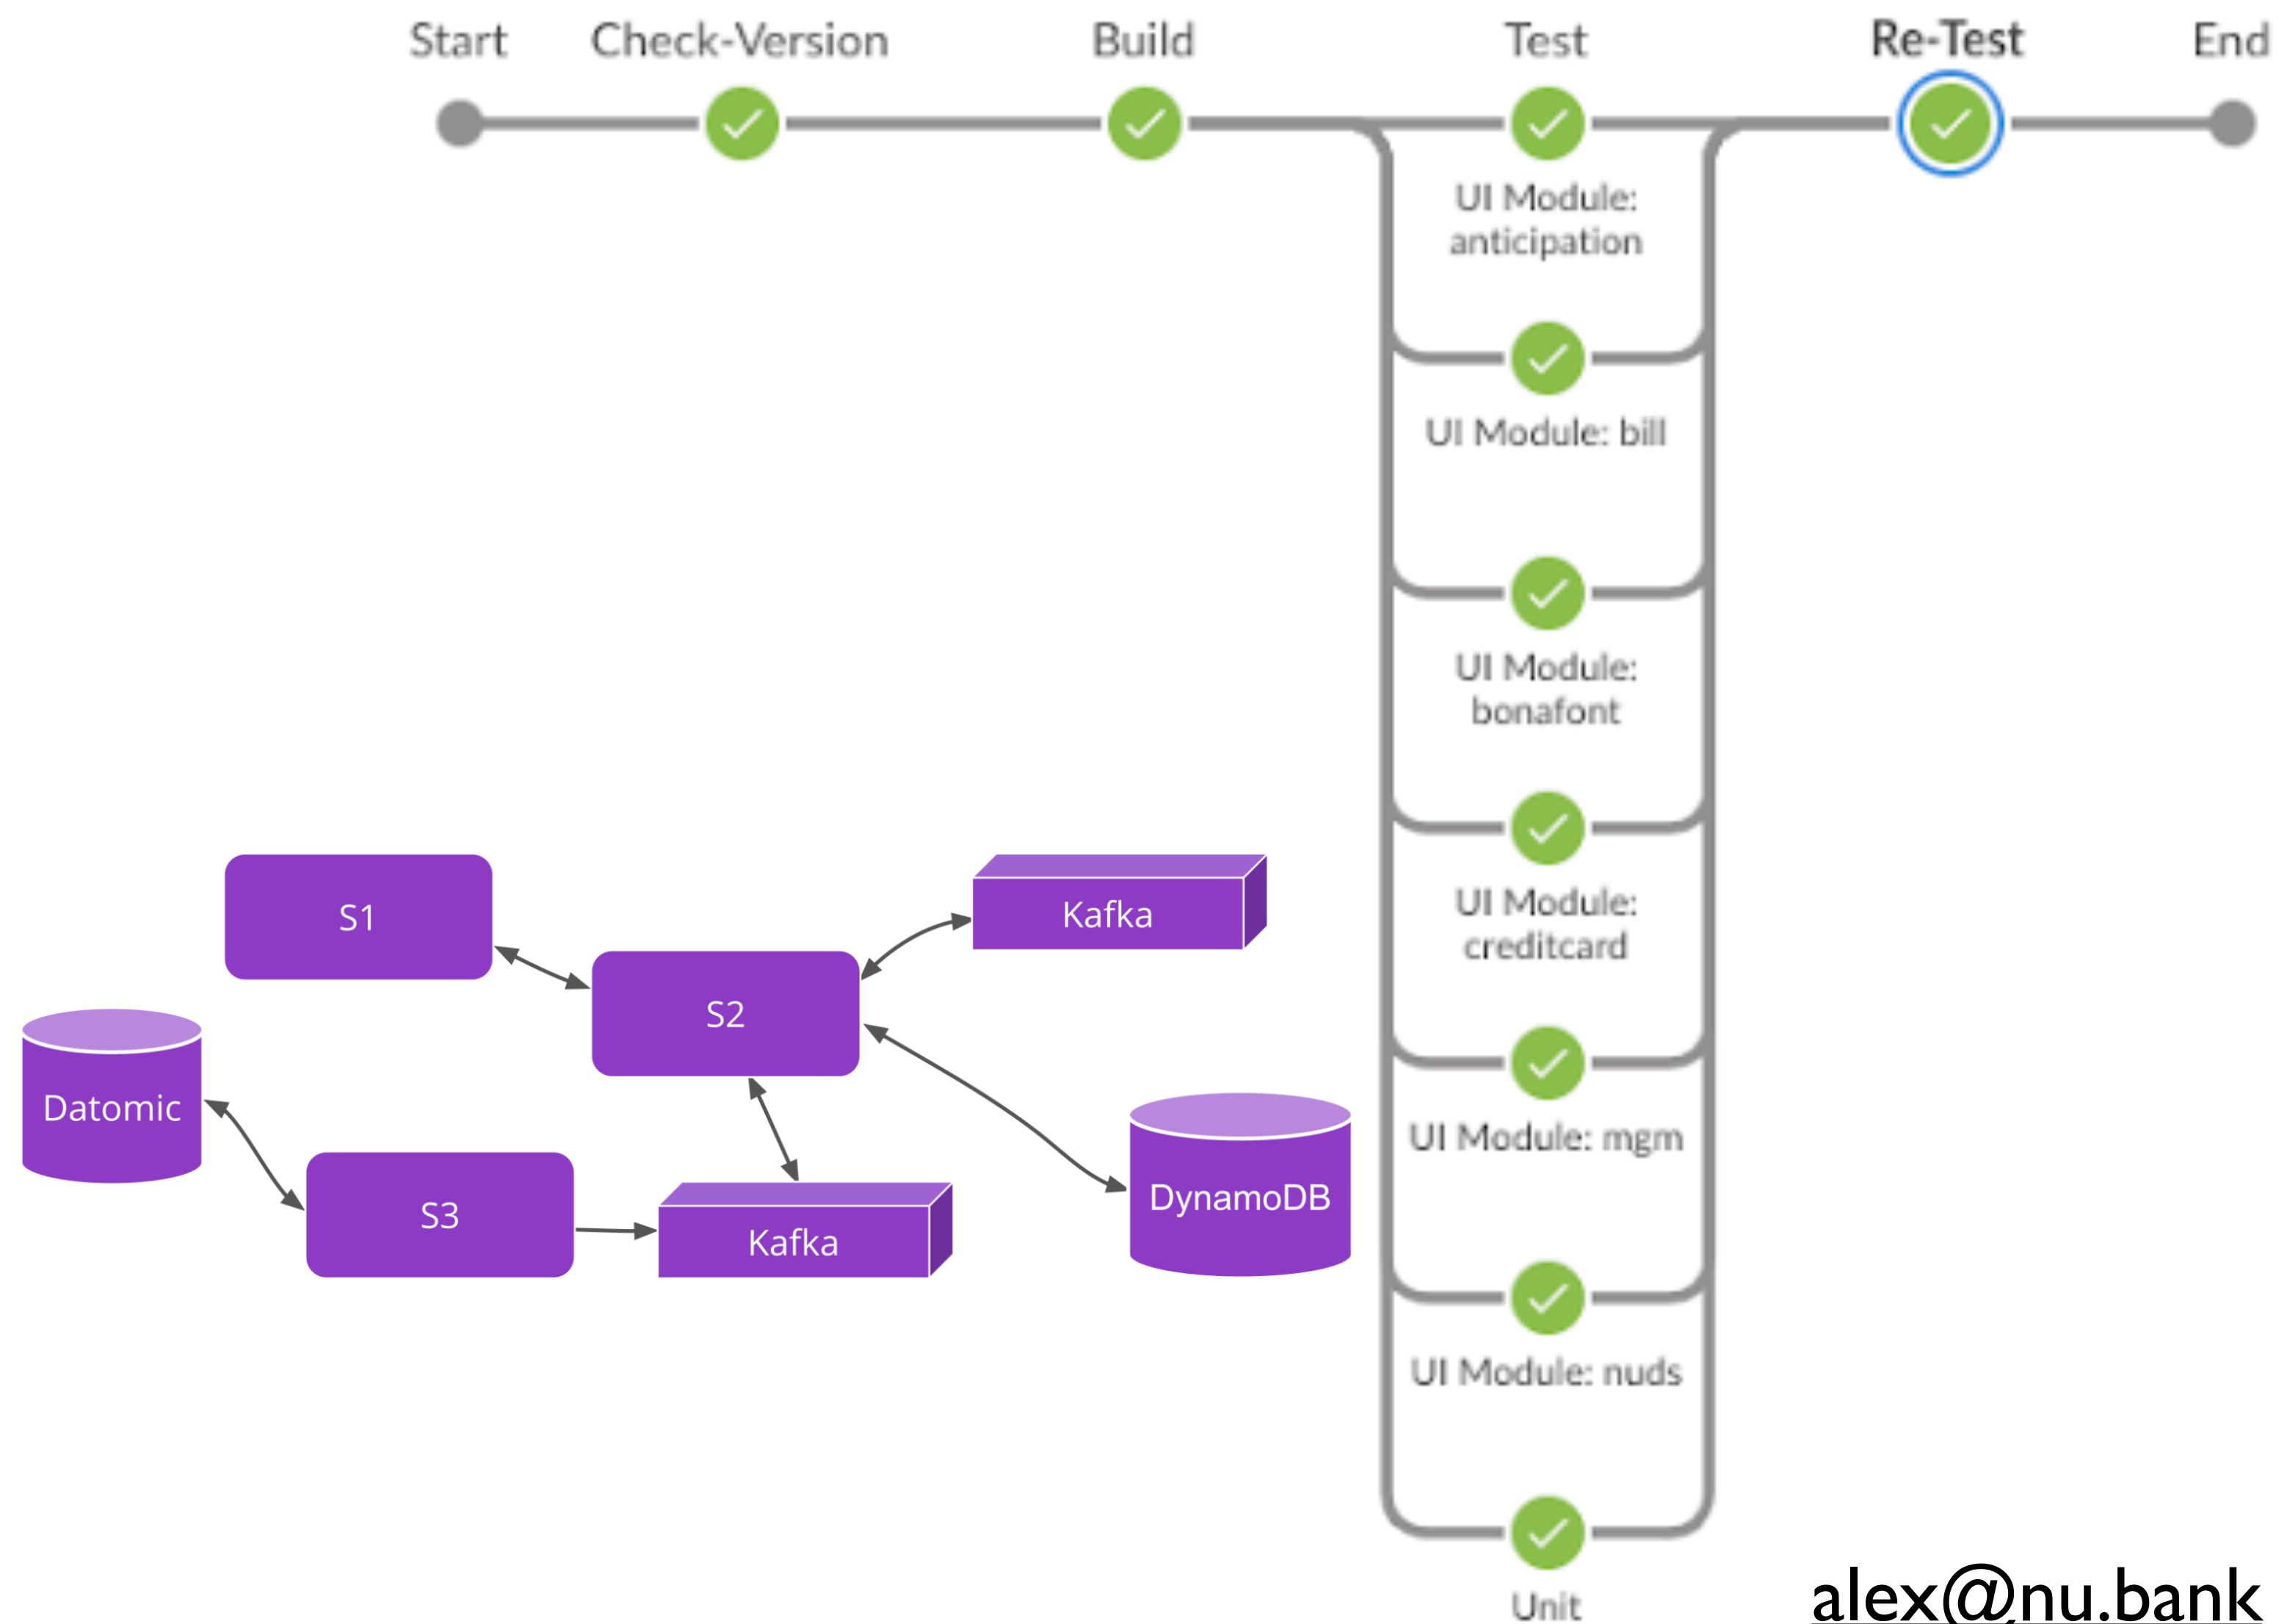 Start
Check-Version
Build
Test
Re-Test
End
UI Module:
anticipation
UI Module: bill
UI Module:
bonafont
UI Module:
creditcard
UI Module: mgm
UI Module: nuds
Unit
S1
Kafka
S2
Datomic
DynamoDB
S3
Kafka
alex@nu.bank